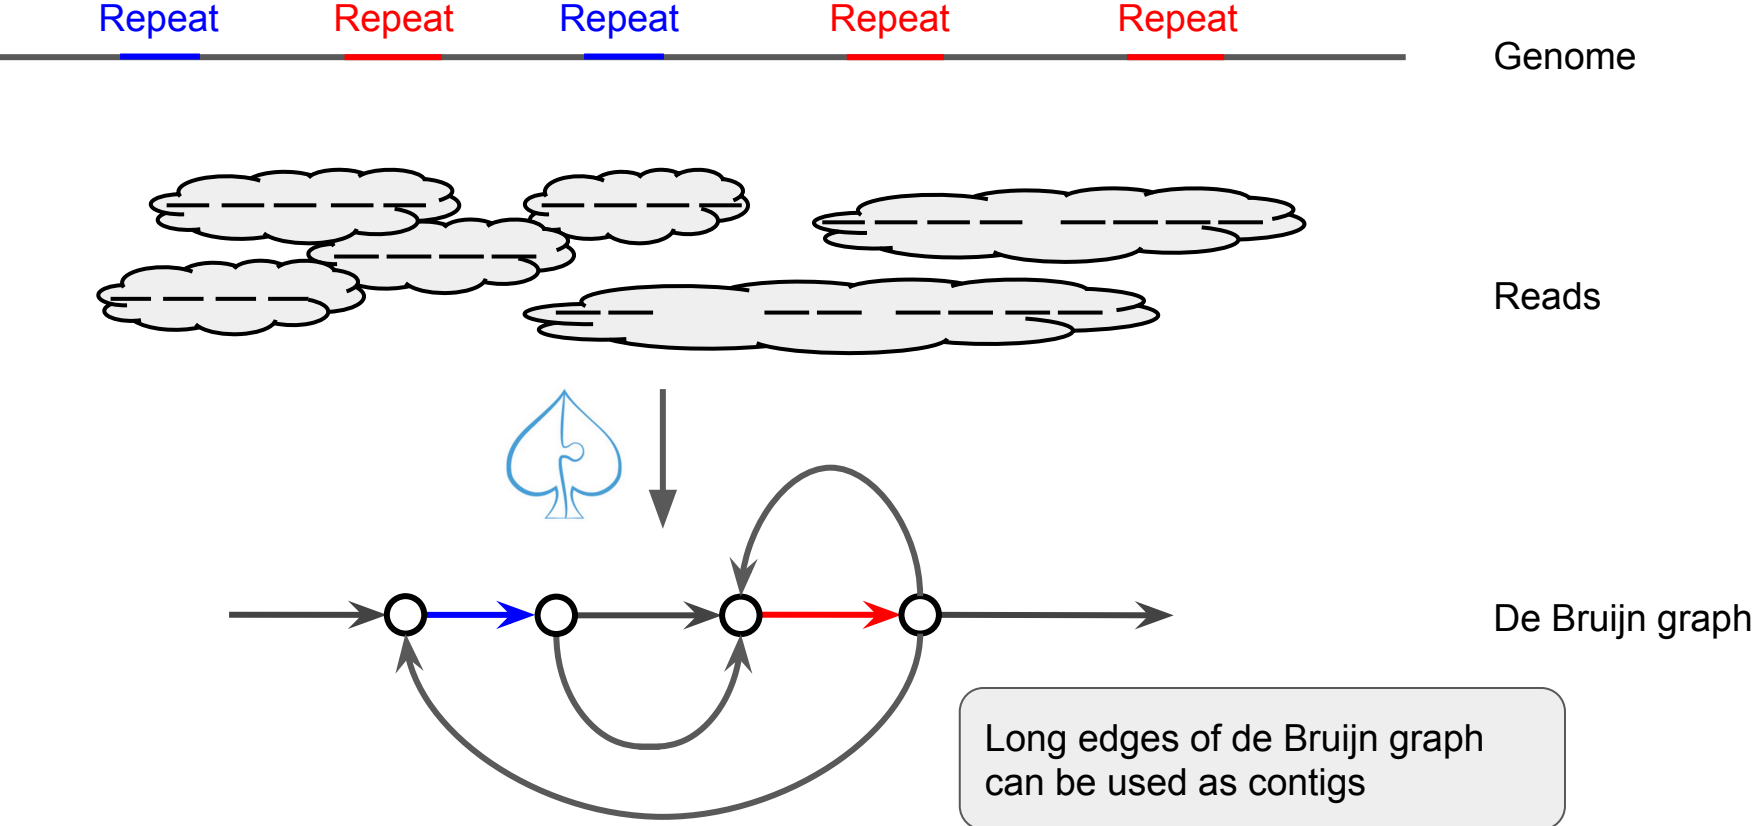 Repeat Repeat Repeat Repeat Repeat
Genome
Reads
De Bruijn graph
Long edges of de Bruijn graph
can be used as contigs